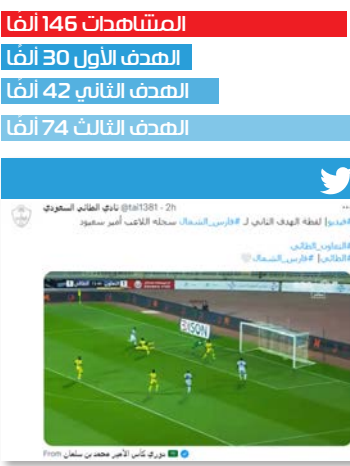 المشاهدات 146 ألفًا
الهدف الأول 30 ألفًا
الهدف الثاني 42 ألفًا
الهدف الثالث 74 ألفًا
نادي الطائي السعودي @tai1381 - 2h
#فيديو| لقطة الهدف الثاني لـ #فارس_الشمال سجله اللاعب أمير سعيود
#التعاون_الطائي
#الطائي| #فارس_الشمال
BISON
From دوري كأس الأمير محمد بن سلمان